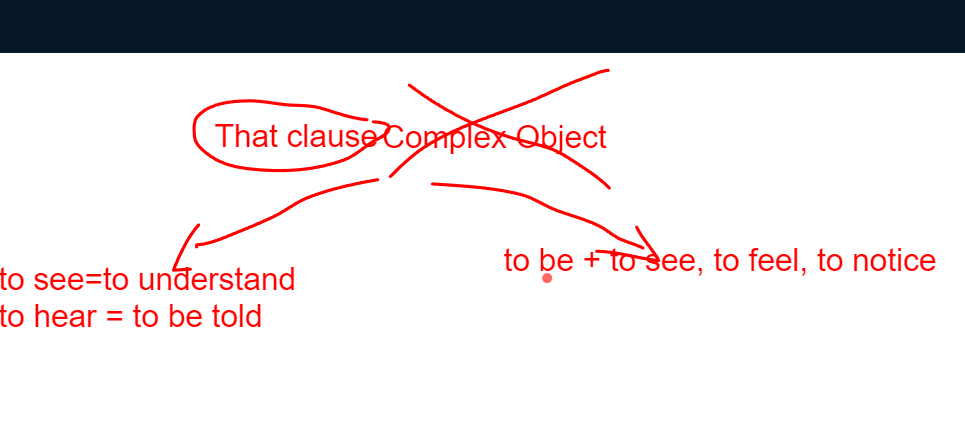 That clause Complex Object
to be + to see, to feel, to notice
to see=to understand
to hear = to be told